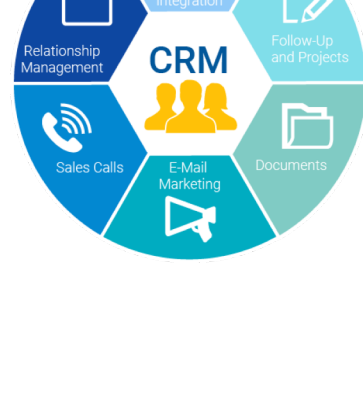 Integration
Relationship
Management
CRM
Follow-Up
and Projects
Sales Calls
E-Mail
Marketing
Documents